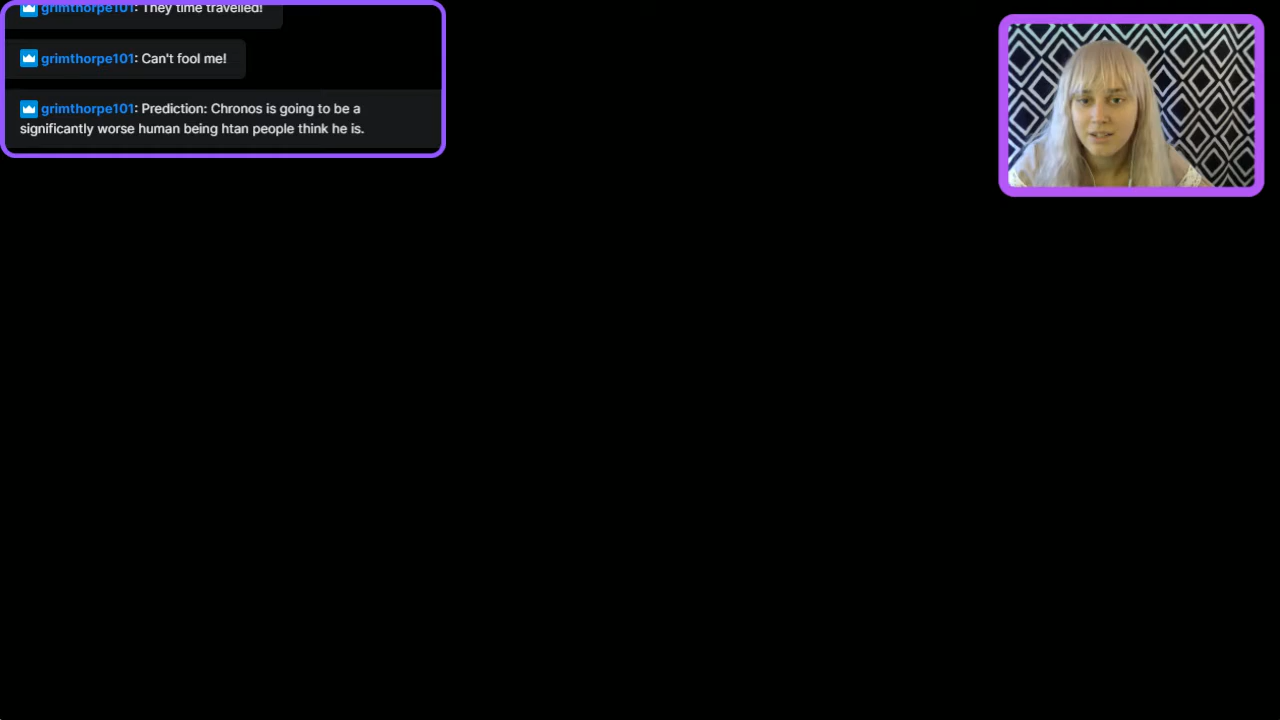 grimthorpe101: They time travelled!
grimthorpe101: Can't fool me!
grimthorpe101: Prediction: Chronos is going to be a
significantly worse human being htan people think he is.